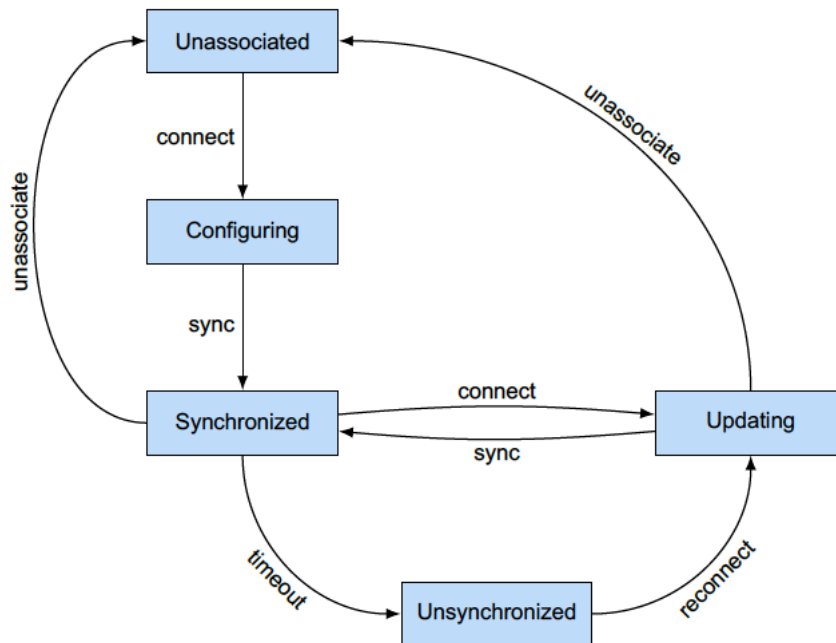 Unassociated
connect
unassociate
unassociate
Configuring
sync
Synchronized
connect
sync
Updating
timeout
Unsynchronized
reconnect